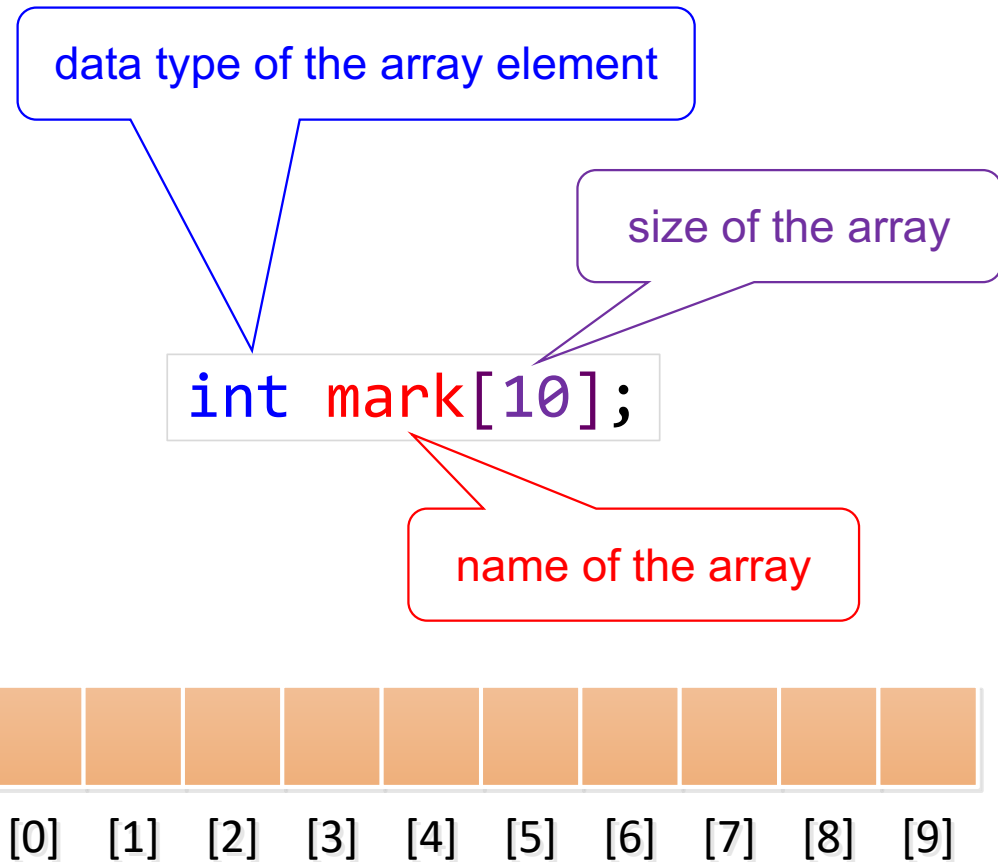 data type of the array element
size of the array
int mark[10];
name of the array
[0] [1] [2] [3] [4] [5] [6] [7] [8] [9]